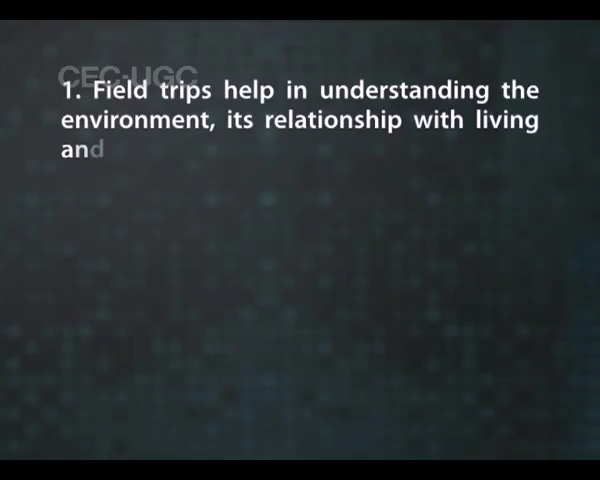 CEC-UGC
1. Field trips help in understanding the
environment, its relationship with living
and